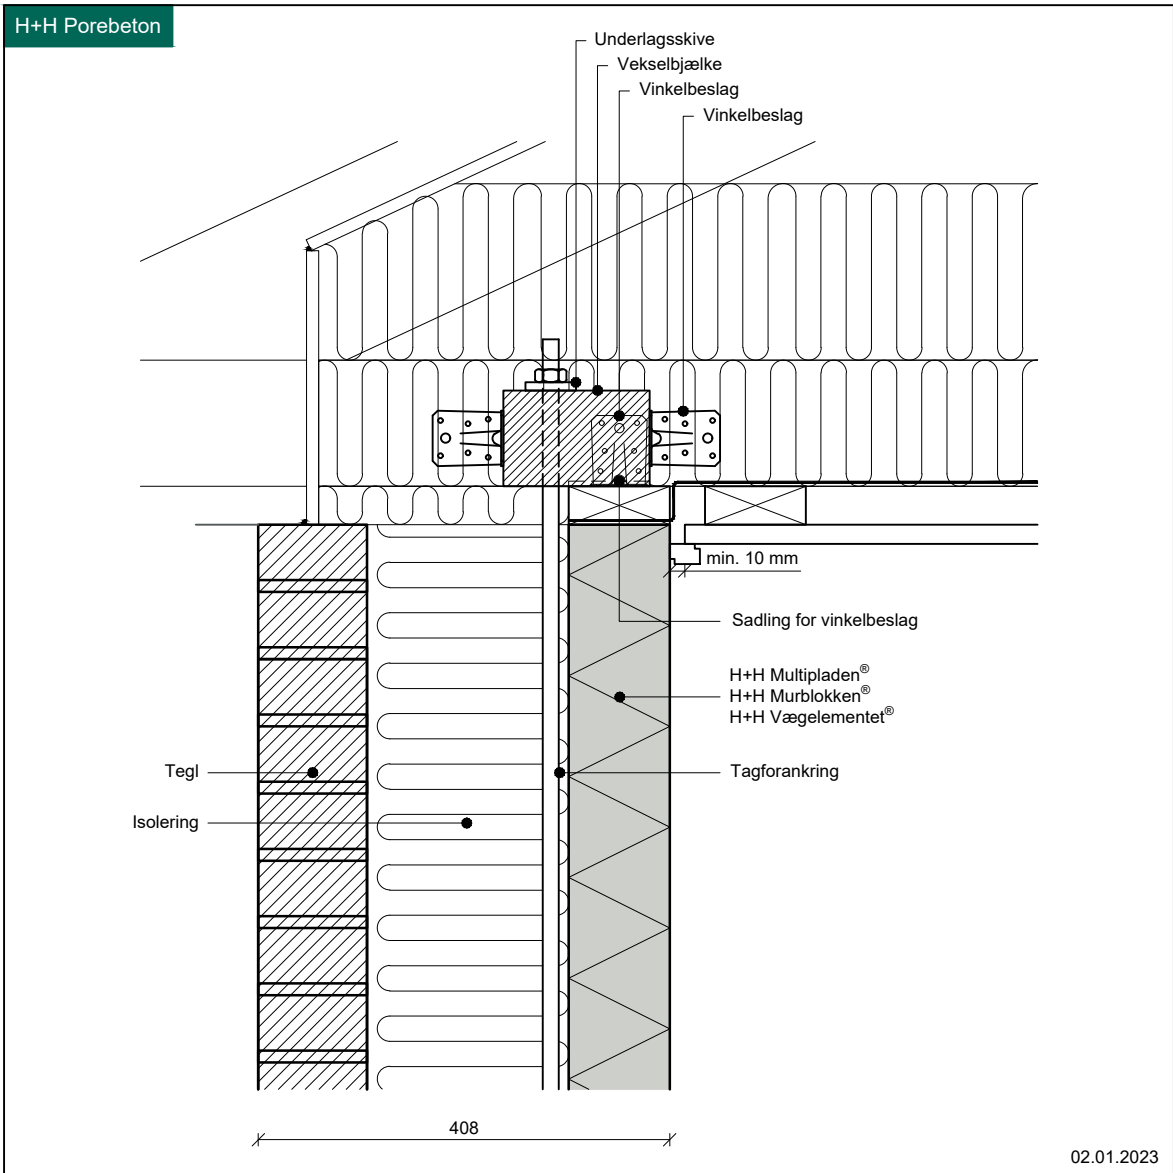 H+H Porebeton
Underlagsskive
Vekselbjælke
Vinkelbeslag
Vinkelbeslag
min. 10 mm
Sadling for vinkelbeslag
H+H Multipladen®
H+H Murblokken®
H+H Vægelementet®
Tegl
Tagforankring
Isolering
408
02.01.2023